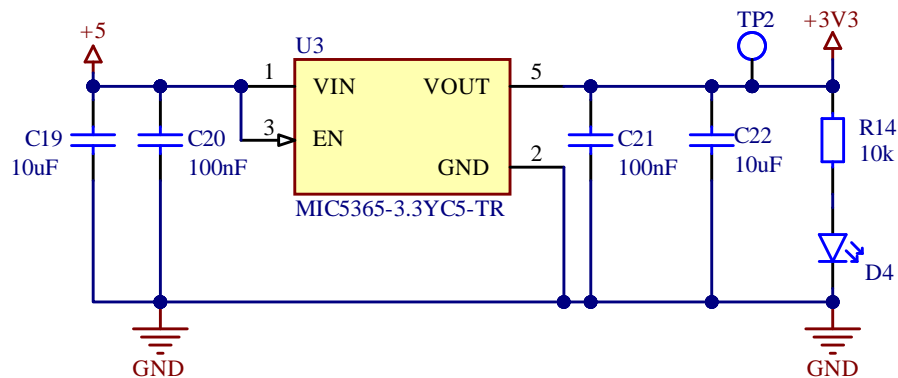 +5
TP2
+3V3
U3
1
VIN
VOUT
5
C19
10uF
C20
100nF
3
EN
GND
2
C21
100nF
C22
10uF
R14
10k
MIC5365-3.3YC5-TR
D4
GND
GND